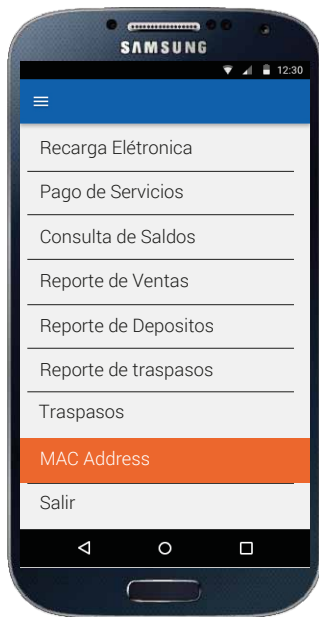 SAMSUNG
12:30
Recarga Elétronica
Pago de Servicios
Consulta de Saldos
Reporte de Ventas
Reporte de Depositos
Reporte de traspasos
Traspasos
MAC Address
Salir